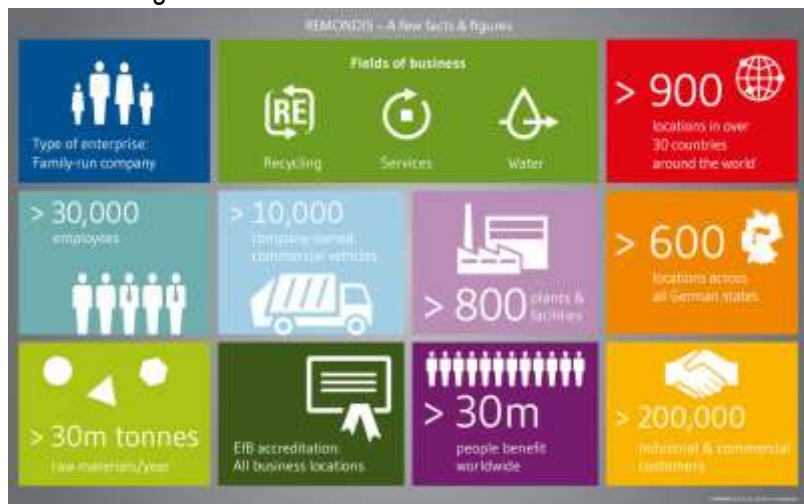 REMONDIS – A few facts & figures
Type of enterprise:
Family-run company
Fields of business
RE
Recycling
Services
Water
> 900
locations in over
30 countries
around the world
> 30,000
employees
> 10,000
company-owned
commercial vehicles
> 800 plants &
facilities
> 600
locations across
all German states
> 30m tonnes
raw materials/year
EfB accreditation:
All business locations
> 30m
people benefit
worldwide
> 200,000
industrial & commercial
customers